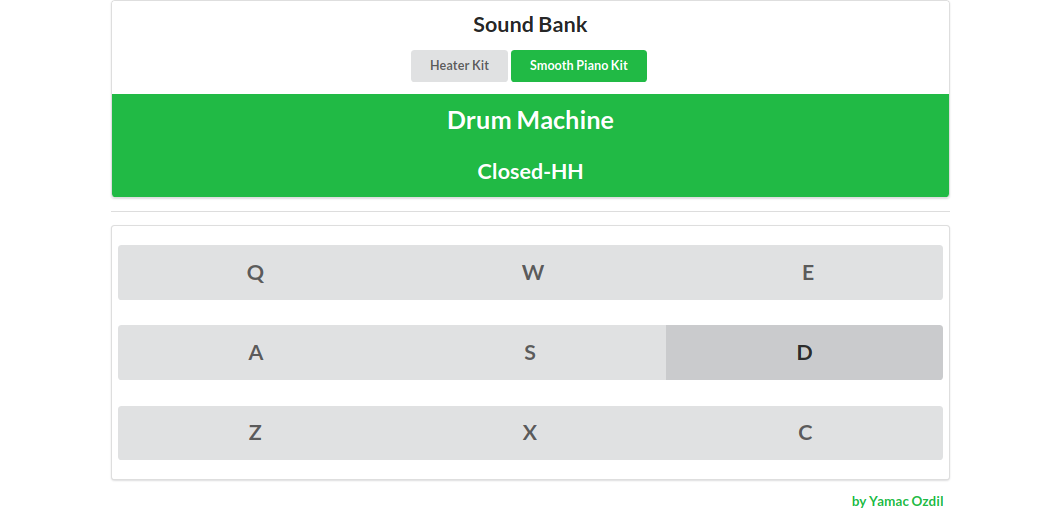 Sound Bank
Heater Kit Smooth Piano Kit
Drum Machine
Closed-HH
Q W E
A S D
Z X C
by Yamac Ozdil